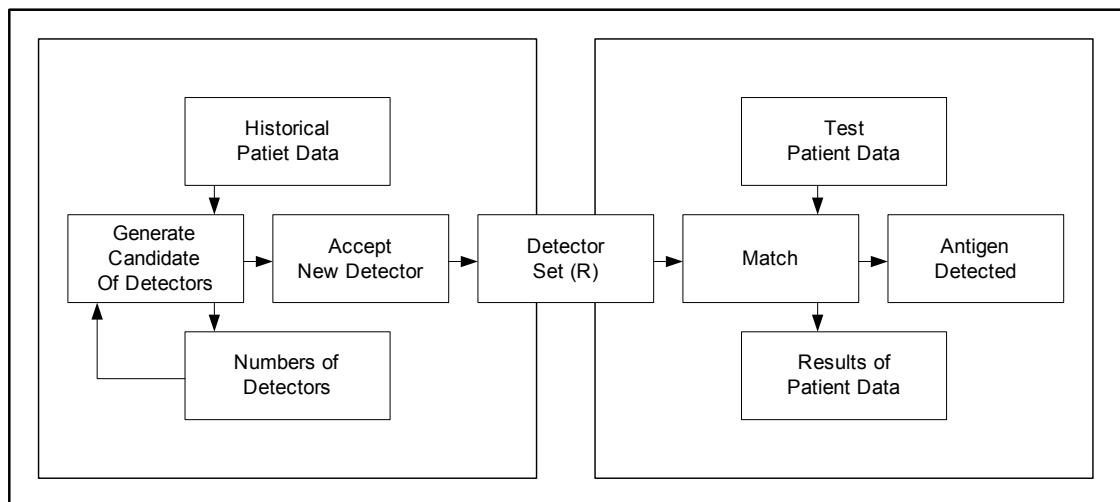 Historical
Patiet Data
Generate
Candidate
Of Detectors
Accept
New Detector
Numbers of
Detectors
Detector
Set (R)
Test
Patient Data
Match
Antigen
Detected
Results of
Patient Data